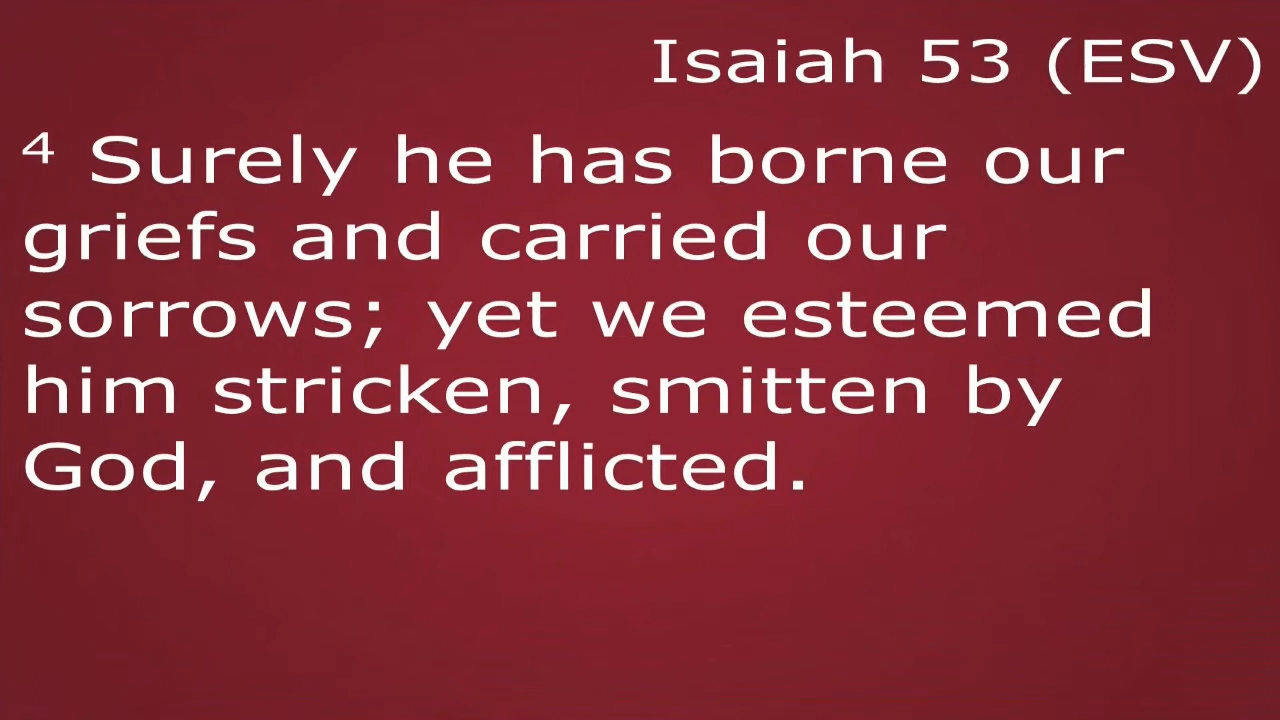 Isaiah 53 (ESV)
⁴ Surely he has borne our
griefs and carried our
sorrows; yet we esteemed
him stricken, smitten by
God, and afflicted.